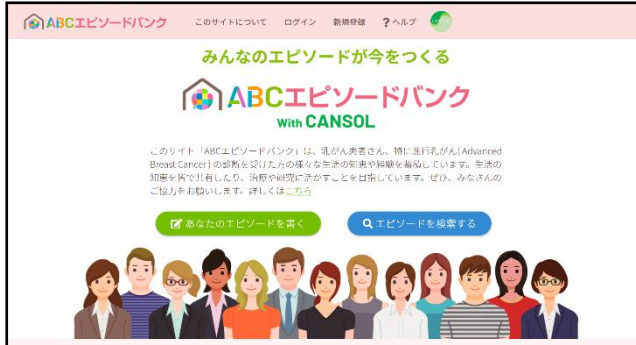 ABCエピソードバンク このサイトについて ログイン 新規登録 ?ヘルプ
みんなのエピソードが今をつくる
ABCエピソードバンク
With CANSOL
このサイト「ABCエピソードバンク」は、乳がん患者さん、特に進行乳がん(Advanced
Breast Cancer)の診断を受けた方の様々な生活の知恵や経験を蓄積しています。生活の
知恵を皆で共有したり、治療や研究に活かすことを目指しています。ぜひ、みなさんの
ご協力をお願いします。詳しくはこちら
あなたのエピソードを書く エピソードを検索する